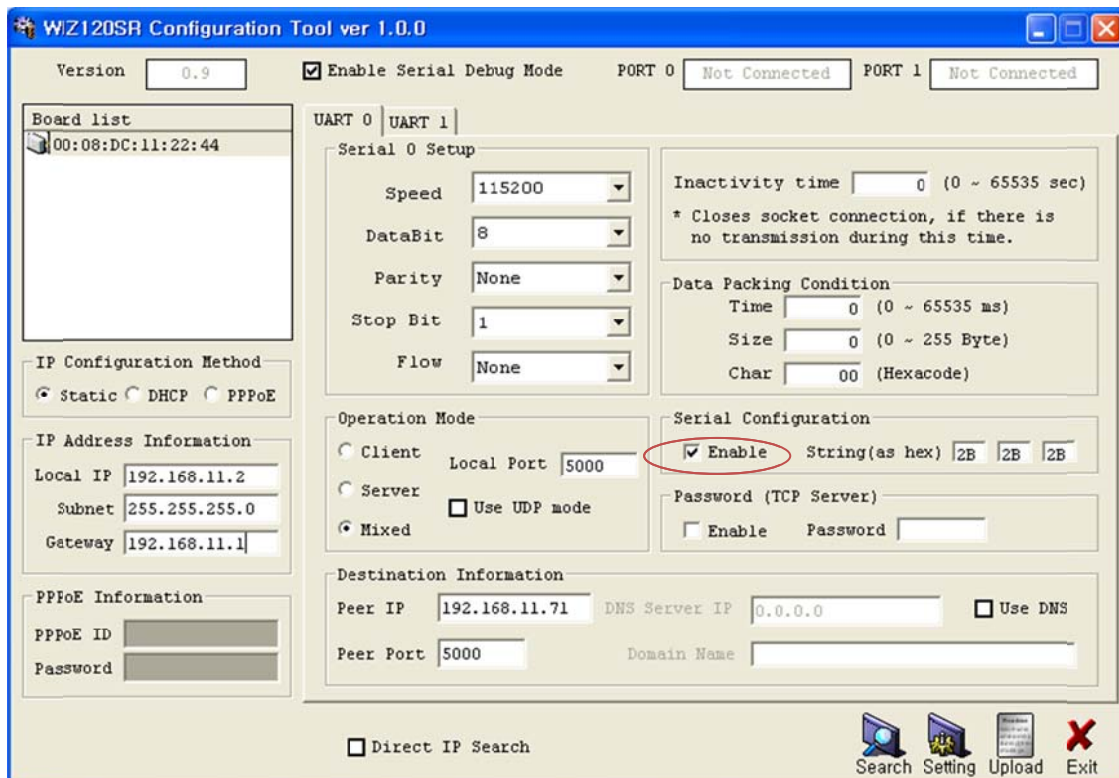 WIZ120SR Configuration Tool ver 1.0.0
Version 0.9
Enable Serial Debug Mode
PORT 0 Not Connected
PORT 1 Not Connected
Board list
00:08:DC:11:22:44
IP Configuration Method
Static DHCP PPPoE
IP Address Information
Local IP 192.168.11.2
Subnet 255.255.255.0
Gateway 192.168.11.1
PPPoE Information
PPPoE ID
Password
UART 0 UART 1
Serial 0 Setup
Speed 115200
DataBit 8
Parity None
Stop Bit 1
Flow None
Inactivity time 0 (0 ~ 65535 sec)
* Closes socket connection, if there is
no transmission during this time.
Data Packing Condition
Time 0 (0 ~ 65535 ms)
Size 0 (0 ~ 255 Byte)
Char 00 (Hexacode)
Operation Mode
Client
Server
Mixed
Local Port 5000
Use UDP mode
Serial Configuration
Enable String(as hex) 2B 2B 2B
Password (TCP Server)
Enable Password
Destination Information
Peer IP 192.168.11.71
DNS Server IP 0.0.0.0
Use DNS
Peer Port 5000
Domain Name
Direct IP Search
Search Setting Upload Exit